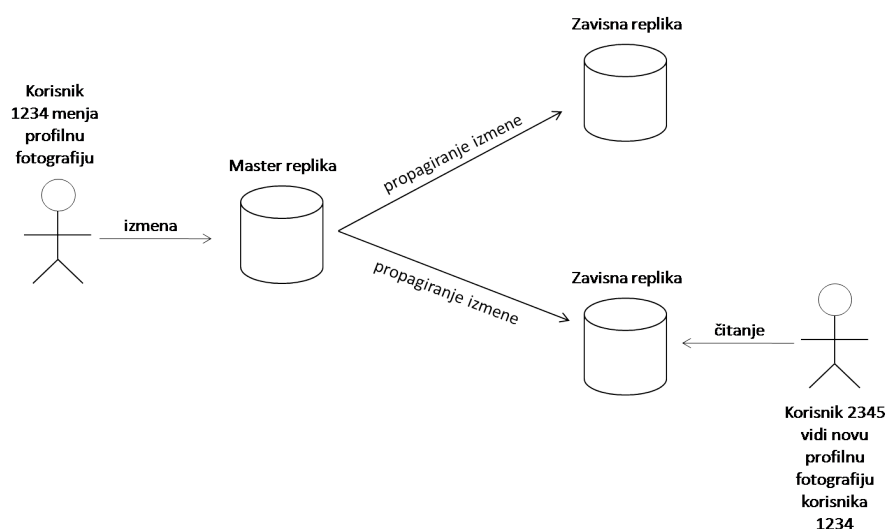 Zavisna replika
Korisnik
1234 menja
profilnu
fotografiju
Master replika
izmena
propagiranje izmene
propagiranje izmene
Zavisna replika
čitanje
Korisnik 2345
vidi novu
profilnu
fotografiju
korisnika
1234